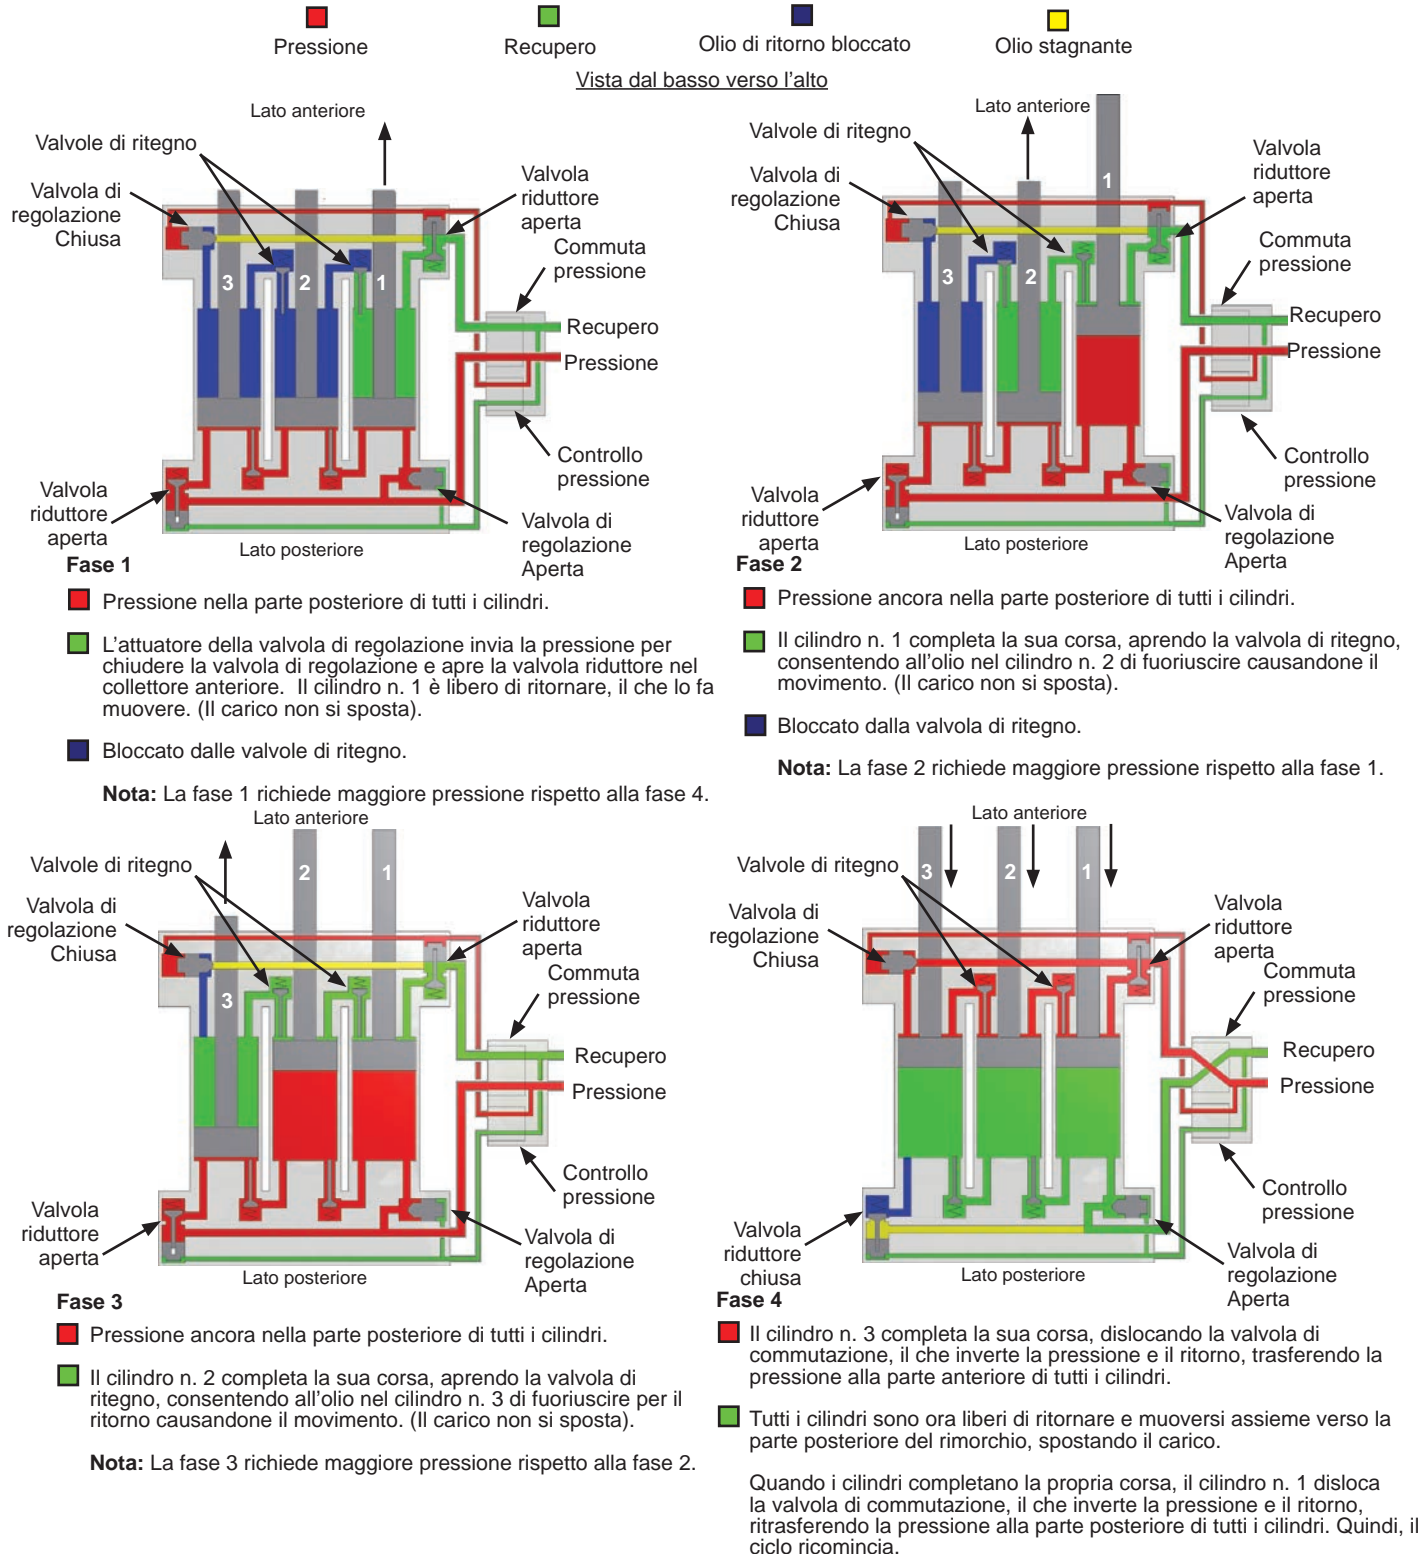 Pressione
Recupero
Olio di ritorno bloccato
Olio stagnante
Vista dal basso verso l'alto
Lato anteriore
Valvole di ritegno
Valvola di
regolazione
Chiusa
Valvola
riduttore
aperta
Commuta
pressione
3
2
1
Recupero
Pressione
Controllo
pressione
Valvola
riduttore
aperta
Valvola di
regolazione
Aperta
Lato posteriore
Fase 1
Pressione nella parte posteriore di tutti i cilindri.
L'attuatore della valvola di regolazione invia la pressione per
chiudere la valvola di regolazione e apre la valvola riduttore nel
collettore anteriore. Il cilindro n. 1 è libero di ritornare, il che lo fa
muovere. (Il carico non si sposta).
Bloccato dalle valvole di ritegno.
Nota: La fase 1 richiede maggiore pressione rispetto alla fase 4.
Lato anteriore
Valvole di ritegno
Valvola di
regolazione
Chiusa
Valvola
riduttore
aperta
Commuta
pressione
1
3
2
Recupero
Pressione
Controllo
pressione
Valvola
riduttore
aperta
Valvola di
regolazione
Aperta
Lato posteriore
Fase 2
Pressione ancora nella parte posteriore di tutti i cilindri.
Il cilindro n. 1 completa la sua corsa, aprendo la valvola di ritegno,
consentendo all'olio nel cilindro n. 2 di fuoriuscire causandone il
movimento. (Il carico non si sposta).
Bloccato dalla valvola di ritegno.
Nota: La fase 2 richiede maggiore pressione rispetto alla fase 1.
Lato anteriore
Valvole di ritegno
2
1
Valvola di
regolazione
Chiusa
Valvola
riduttore
aperta
Commuta
pressione
3
Recupero
Pressione
Controllo
pressione
Valvola
riduttore
aperta
Valvola di
regolazione
Aperta
Lato posteriore
Fase 3
Pressione ancora nella parte posteriore di tutti i cilindri.
Il cilindro n. 2 completa la sua corsa, aprendo la valvola di
ritegno, consentendo all'olio nel cilindro n. 3 di fuoriuscire per il
ritorno causandone il movimento. (Il carico non si sposta).
Nota: La fase 3 richiede maggiore pressione rispetto alla fase 2.
Lato anteriore
Valvole di ritegno
3
2
1
Valvola di
regolazione
Chiusa
Valvola
riduttore
aperta
Commuta
pressione
Recupero
Pressione
Controllo
pressione
Valvola
riduttore
chiusa
Valvola di
regolazione
Aperta
Lato posteriore
Fase 4
Il cilindro n. 3 completa la sua corsa, dislocando la valvola di
commutazione, il che inverte la pressione e il ritorno, trasferendo la
pressione alla parte anteriore di tutti i cilindri.
Tutti i cilindri sono ora liberi di ritornare e muoversi assieme verso la
parte posteriore del rimorchio, spostando il carico.
Quando i cilindri completano la propria corsa, il cilindro n. 1 disloca
la valvola di commutazione, il che inverte la pressione e il ritorno,
ritrasferendo la pressione alla parte posteriore di tutti i cilindri. Quindi, il
ciclo ricomincia.